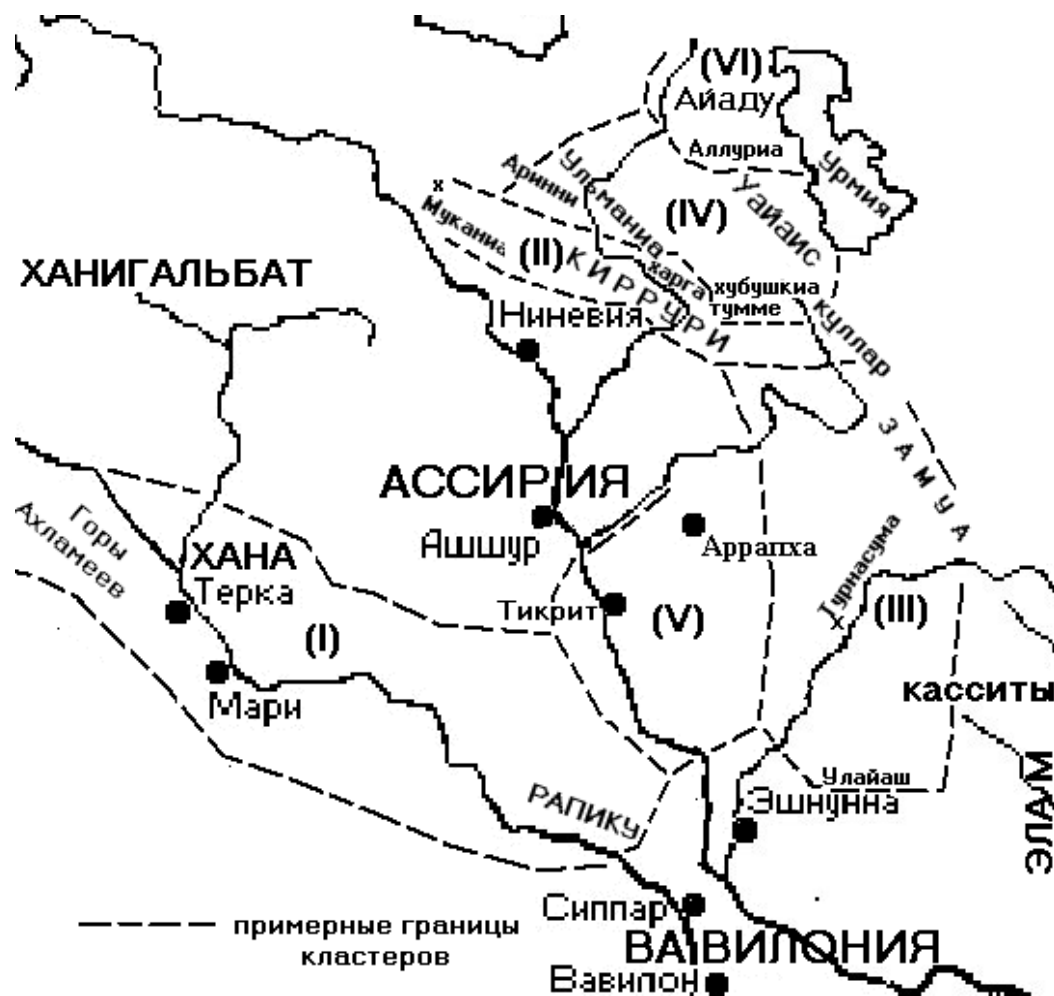 (VI)
Айаду
Аллуриа
Урмия
Уайаис
Ульманиа
Аринни
(IV)
Муканиа
(II)
КИРРУРИ
харга
хубушкиа
тумме
куллар
ЗАМУА
ХАНИГАЛЬБАТ
Ниневия
АССИРИЯ
Ашшур
Аррапха
Горы
Ахламеев
ХАНА
Терка
Тикрит
(V)
Турнасума
х
(III)
(I)
Мари
касситы
Улайаш
Эшнунна
ЭЛАМ
РАПИКУ
Сиппар
ВАВИЛОНИЯ
Вавилон
примерные границы
кластеров
х